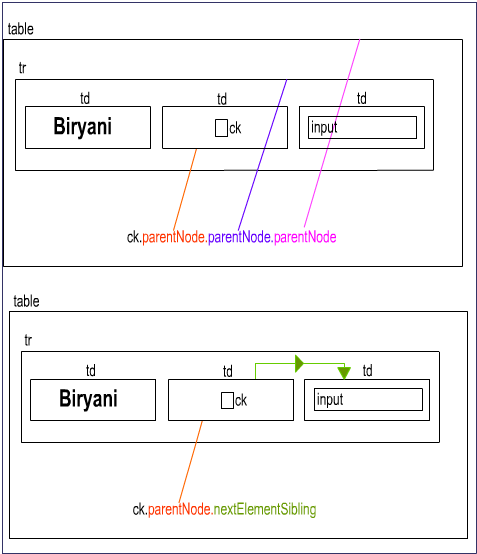 table
tr
td td td
Biryani ck input
ck.parentNode.parentNode.parentNode
table
tr
td td td
Biryani ck input
ck.parentNode.nextElementSibling